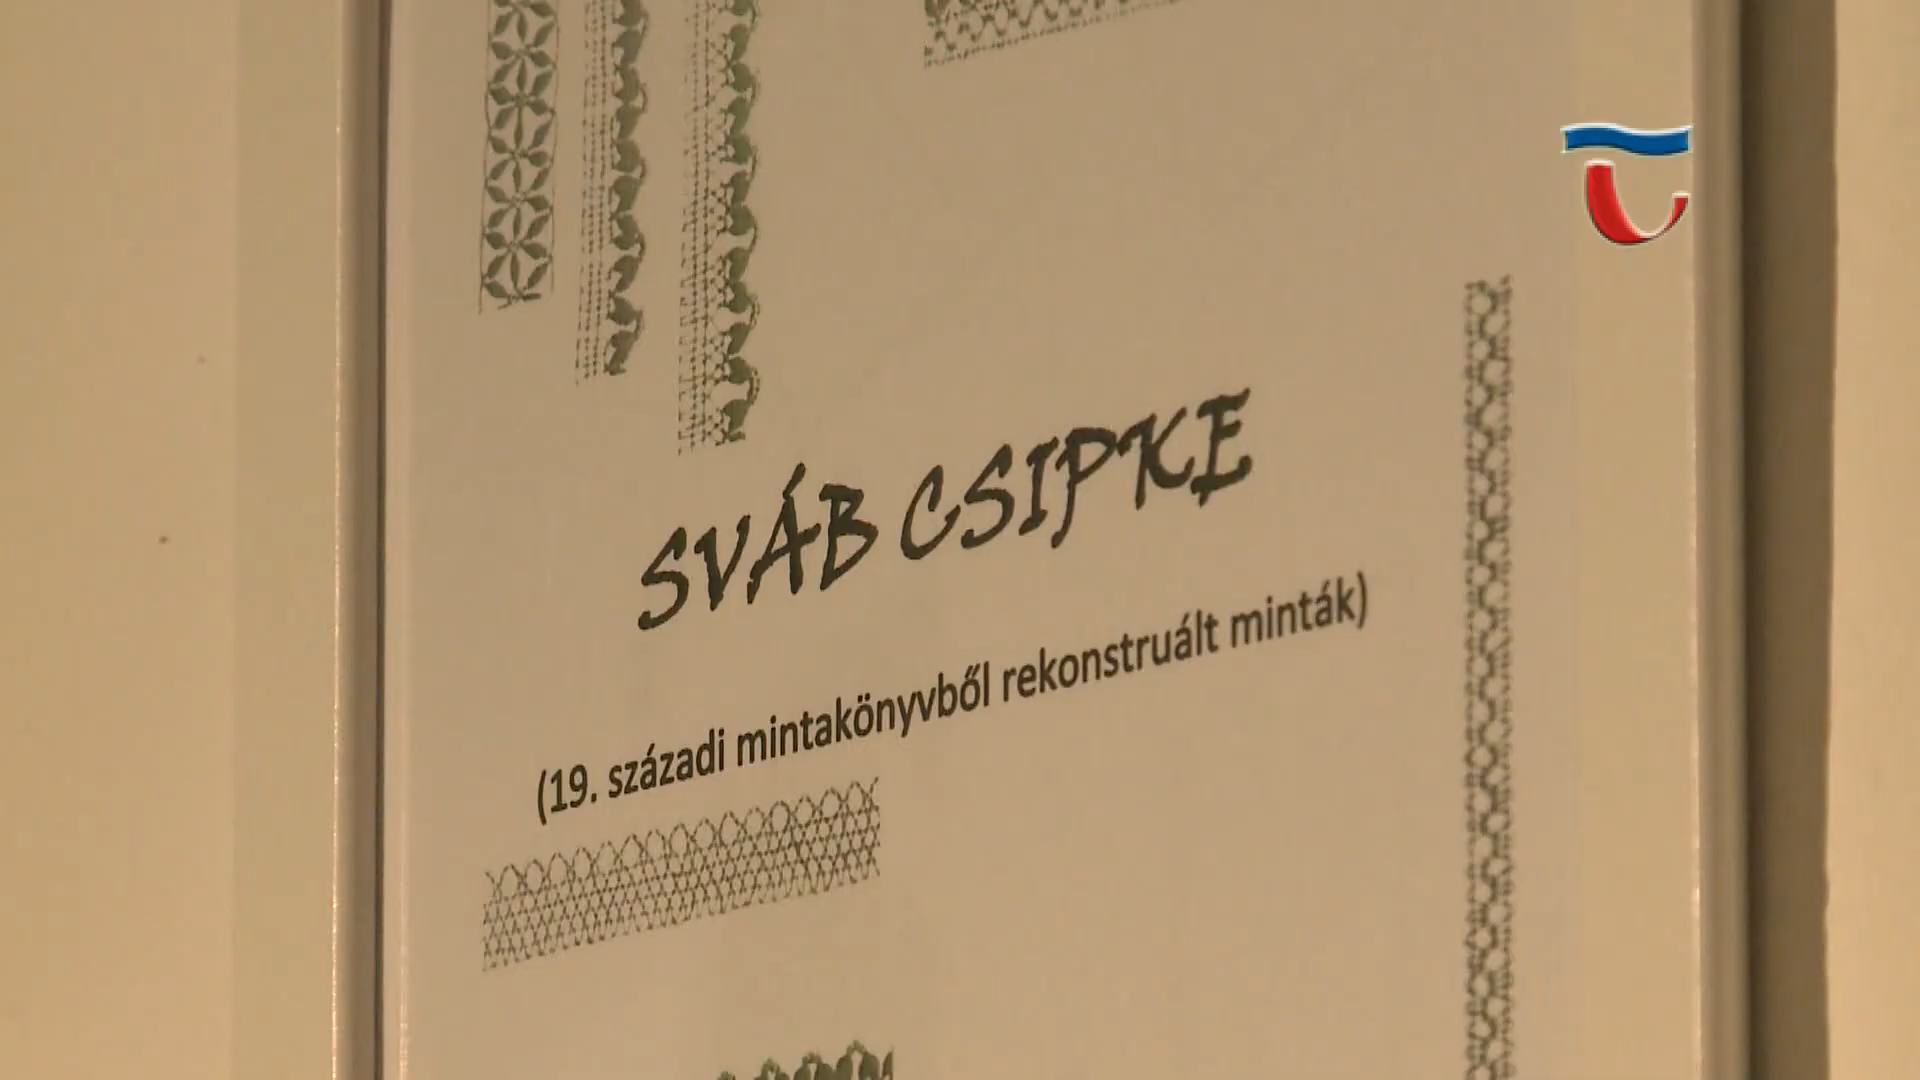 SVÁB CSIPKE
(19. századi mintakönyvből rekonstruált minták)